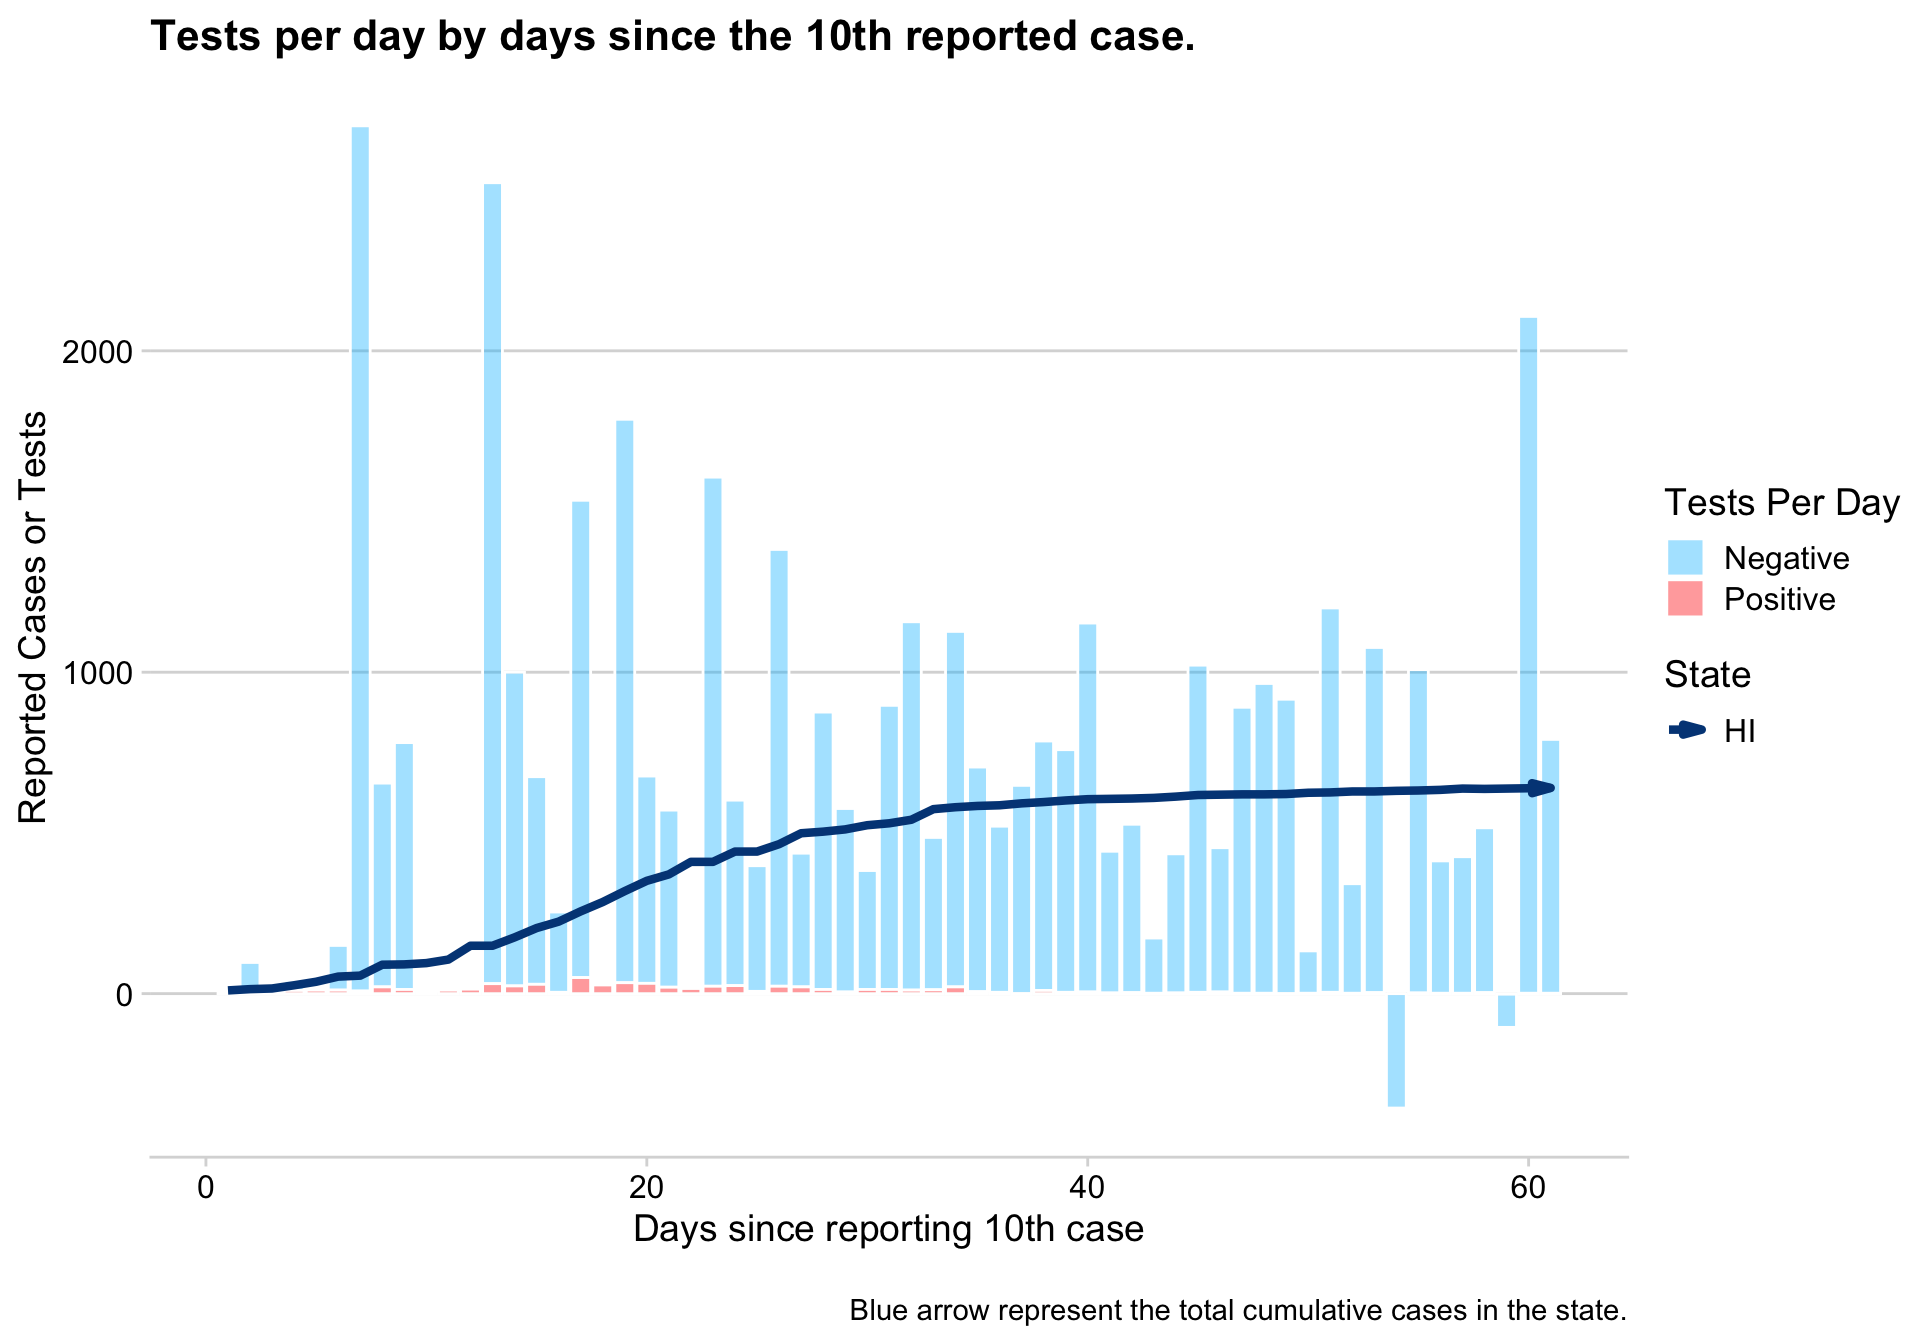 Tests per day by days since the 10th reported case.
Reported Cases or Tests
2000
1000
0
0
20
40
60
Days since reporting 10th case
Tests Per Day
Negative
Positive
State
HI
Blue arrow represent the total cumulative cases in the state.